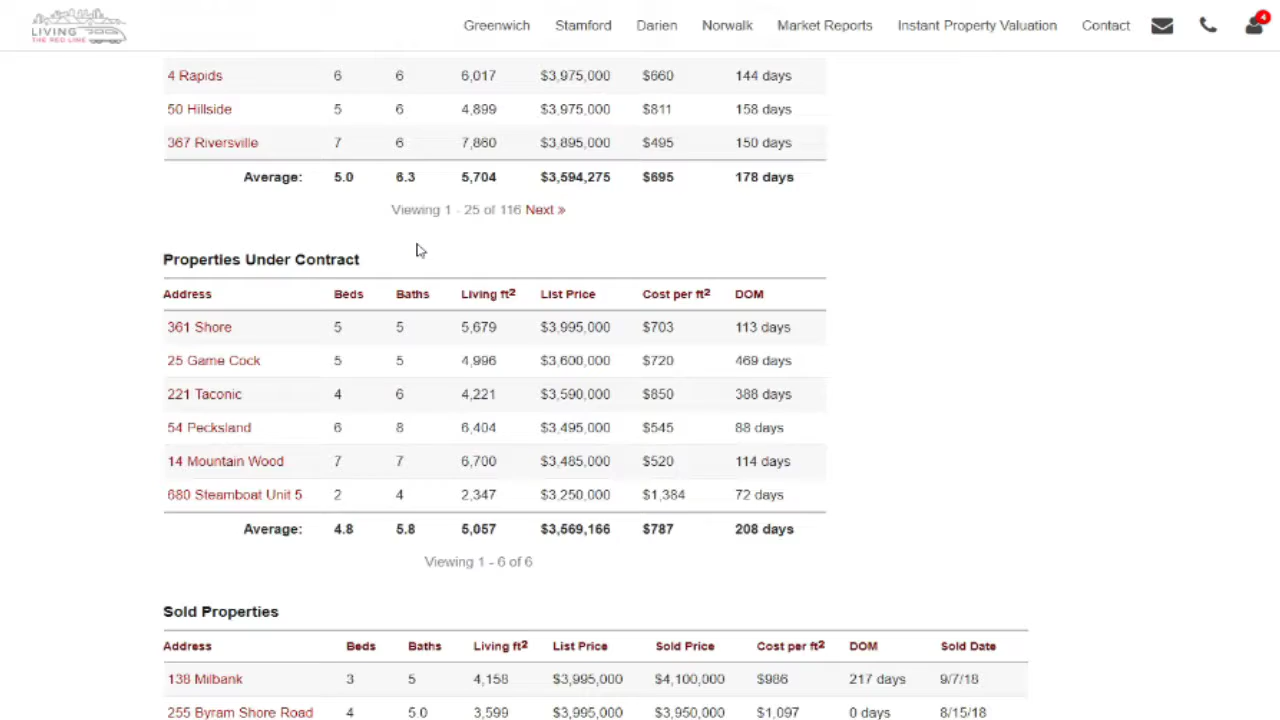 LIVING
THE RED LINE
Greenwich Stamford Darien Norwalk Market Reports Instant Property Valuation Contact 4
4 Rapids 6 6 6,017 $3,975,000 $660 144 days
50 Hillside 5 6 4,899 $3,975,000 $811 158 days
367 Riversville 7 6 7,860 $3,895,000 $495 150 days
Average: 5.0 6.3 5,704 $3,594,275 $695 178 days
Viewing 1 - 25 of 116 Next »
Properties Under Contract
Address Beds Baths Living ft² List Price Cost per ft² DOM
361 Shore 5 5 5,679 $3,995,000 $703 113 days
25 Game Cock 5 5 4,996 $3,600,000 $720 469 days
221 Taconic 4 6 4,221 $3,590,000 $850 388 days
54 Pecksland 6 8 6,404 $3,495,000 $545 88 days
14 Mountain Wood 7 7 6,700 $3,485,000 $520 114 days
680 Steamboat Unit 5 2 4 2,347 $3,250,000 $1,384 72 days
Average: 4.8 5.8 5,057 $3,569,166 $787 208 days
Viewing 1 - 6 of 6
Sold Properties
Address Beds Baths Living ft² List Price Sold Price Cost per ft² DOM Sold Date
138 Milbank 3 5 4,158 $3,995,000 $4,100,000 $986 217 days 9/7/18
255 Byram Shore Road 4 5.0 3,599 $3,995,000 $3,950,000 $1,097 0 days 8/15/18